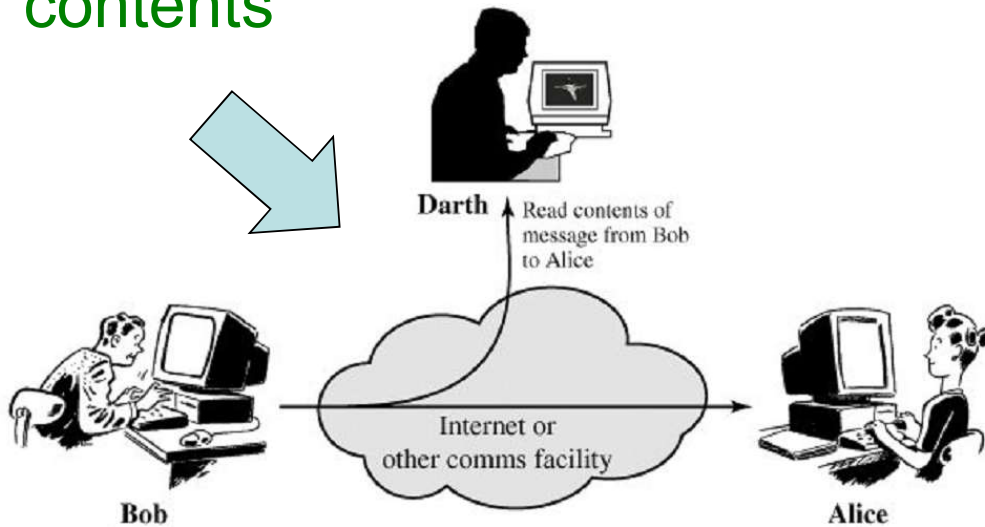 contents
Darth
Read contents of
message from Bob
to Alice
Internet or
other comms facility
Bob
Alice